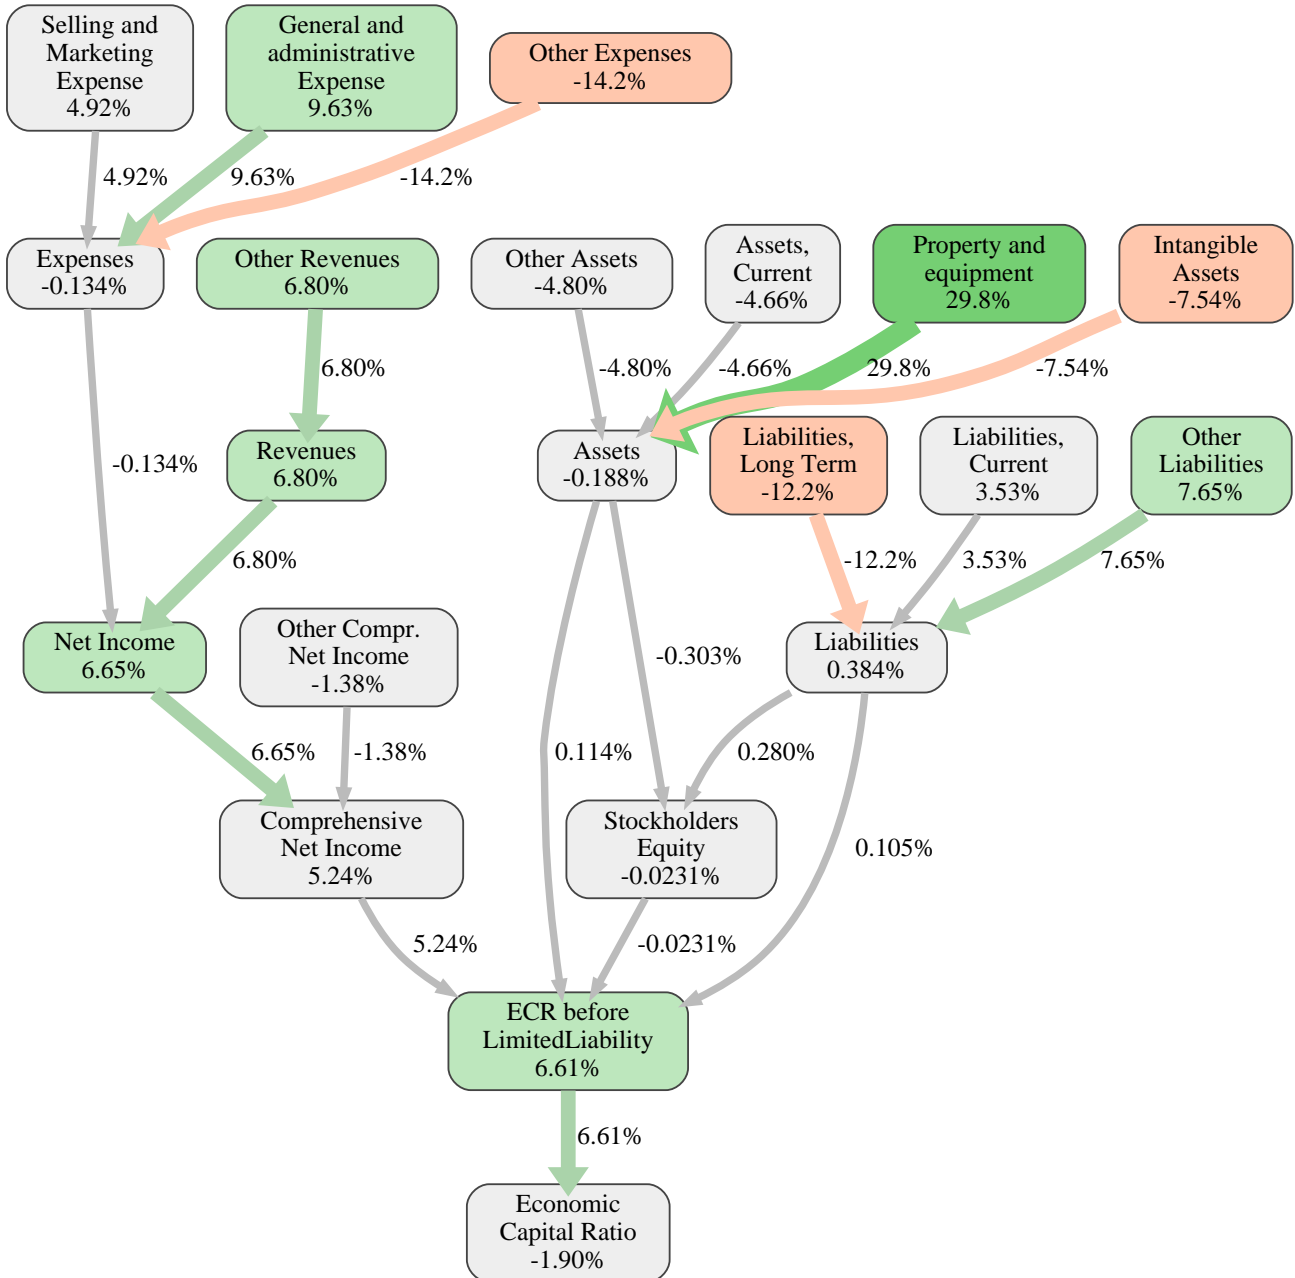 Selling and
Marketing
Expense
4.92%
General and
administrative
Expense
9.63%
Other Expenses
-14.2%
4.92%
9.63%
-14.2%
Expenses
-0.134%
Other Revenues
6.80%
Other Assets
-4.80%
Assets,
Current
-4.66%
Property and
equipment
29.8%
Intangible
Assets
-7.54%
6.80%
-4.80%
-4.66%
29.8%
-7.54%
-0.134%
Revenues
6.80%
Assets
-0.188%
Liabilities,
Long Term
-12.2%
Liabilities,
Current
3.53%
Other
Liabilities
7.65%
6.80%
-12.2%
3.53%
7.65%
Net Income
6.65%
Other Compr.
Net Income
-1.38%
-0.303%
Liabilities
0.384%
6.65%
-1.38%
0.114%
0.280%
Comprehensive
Net Income
5.24%
Stockholders
Equity
-0.0231%
0.105%
5.24%
-0.0231%
ECR before
LimitedLiability
6.61%
6.61%
Economic
Capital Ratio
-1.90%